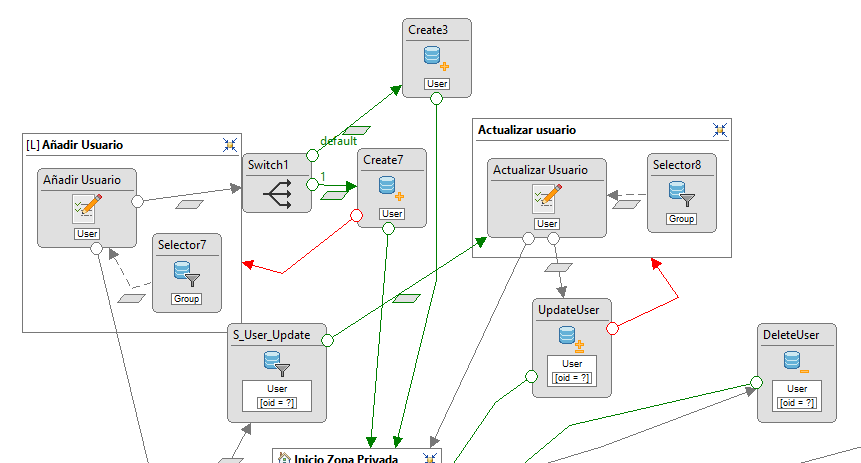 Create3
User
default
[L] Añadir Usuario
Añadir Usuario
User
Selector7
Group
Switch1
1
Create7
User
Actualizar usuario
Actualizar Usuario
User
Selector8
Group
S_User_Update
User
[oid = ?]
UpdateUser
User
[oid = ?]
DeleteUser
User
[oid = ?]
Inicio Zona Privada